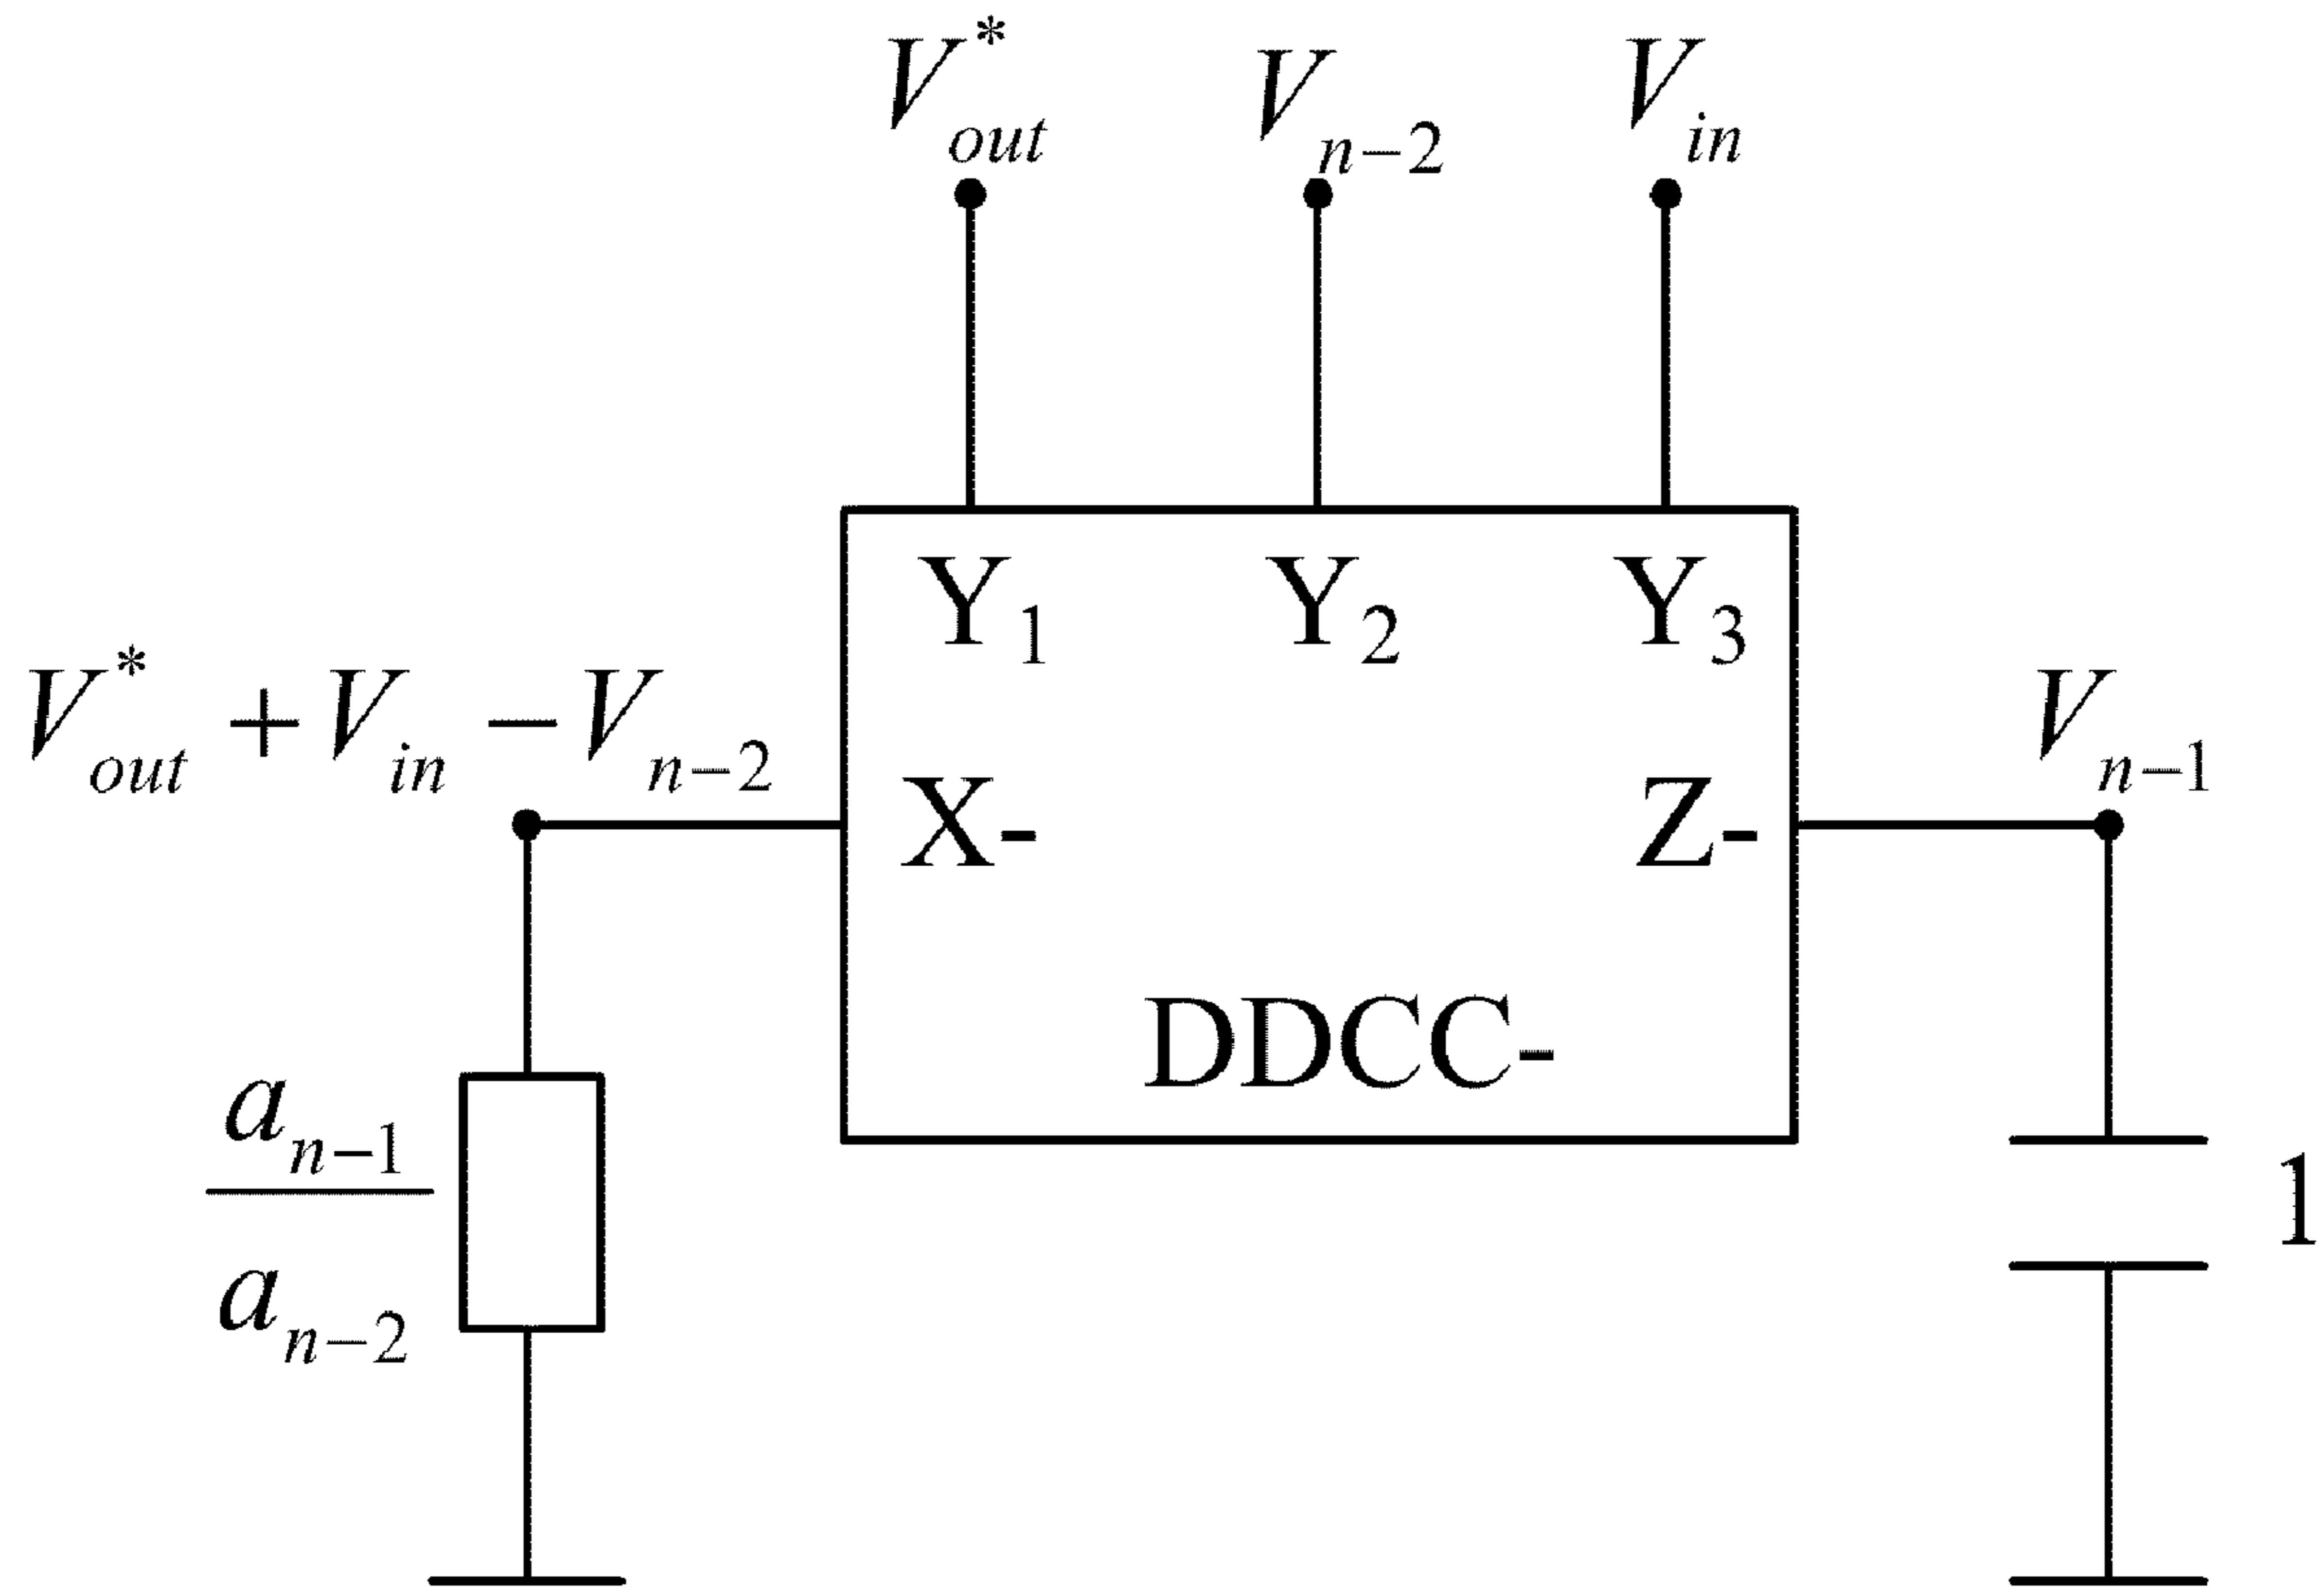 V*out Vn−2 Vin
Y1 Y2 Y3
V*out + Vin − Vn−2
Vn−1
X- Z-
DDCC-
an−1
an−2
1